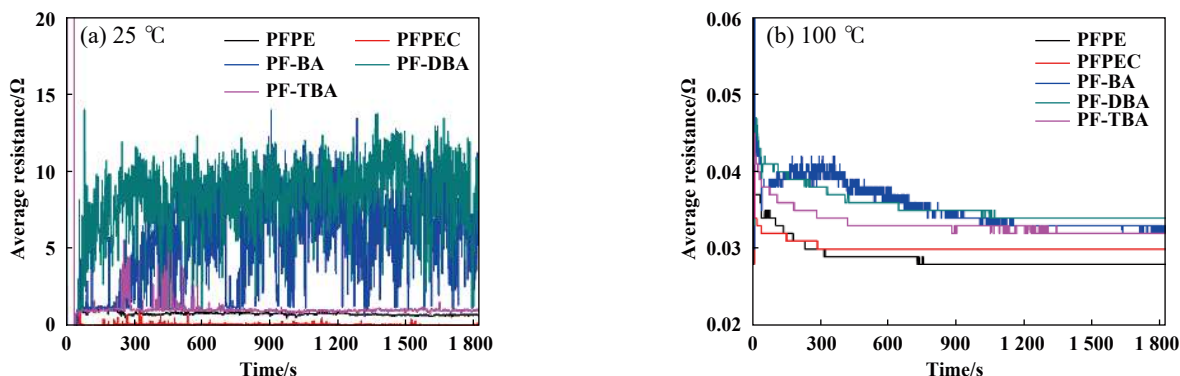 (a) 25 ℃
PFPE
PFPEC
PF-BA
PF-DBA
PF-TBA
20
15
10
5
0
Average resistance/Ω
0
300
600
900
1 200
1 500
1 800
Time/s
(b) 100 ℃
PFPE
PFPEC
PF-BA
PF-DBA
PF-TBA
0.06
0.05
0.04
0.03
0.02
Average resistance/Ω
0
300
600
900
1 200
1 500
1 800
Time/s